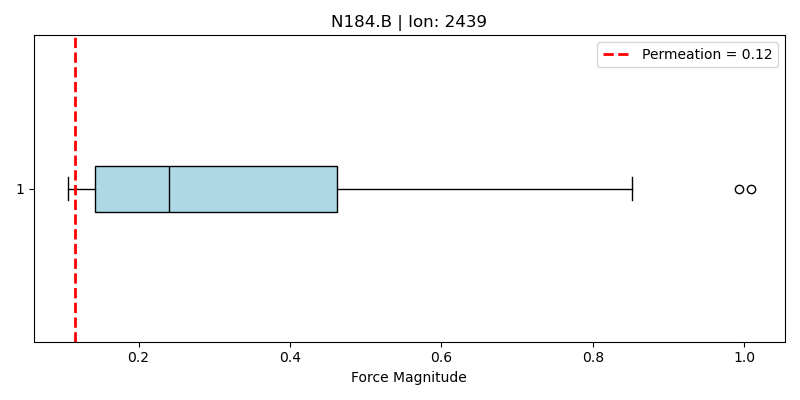 N184.B | Ion: 2439
Permeation = 0.12
1
0.2 0.4 0.6 0.8 1.0
Force Magnitude